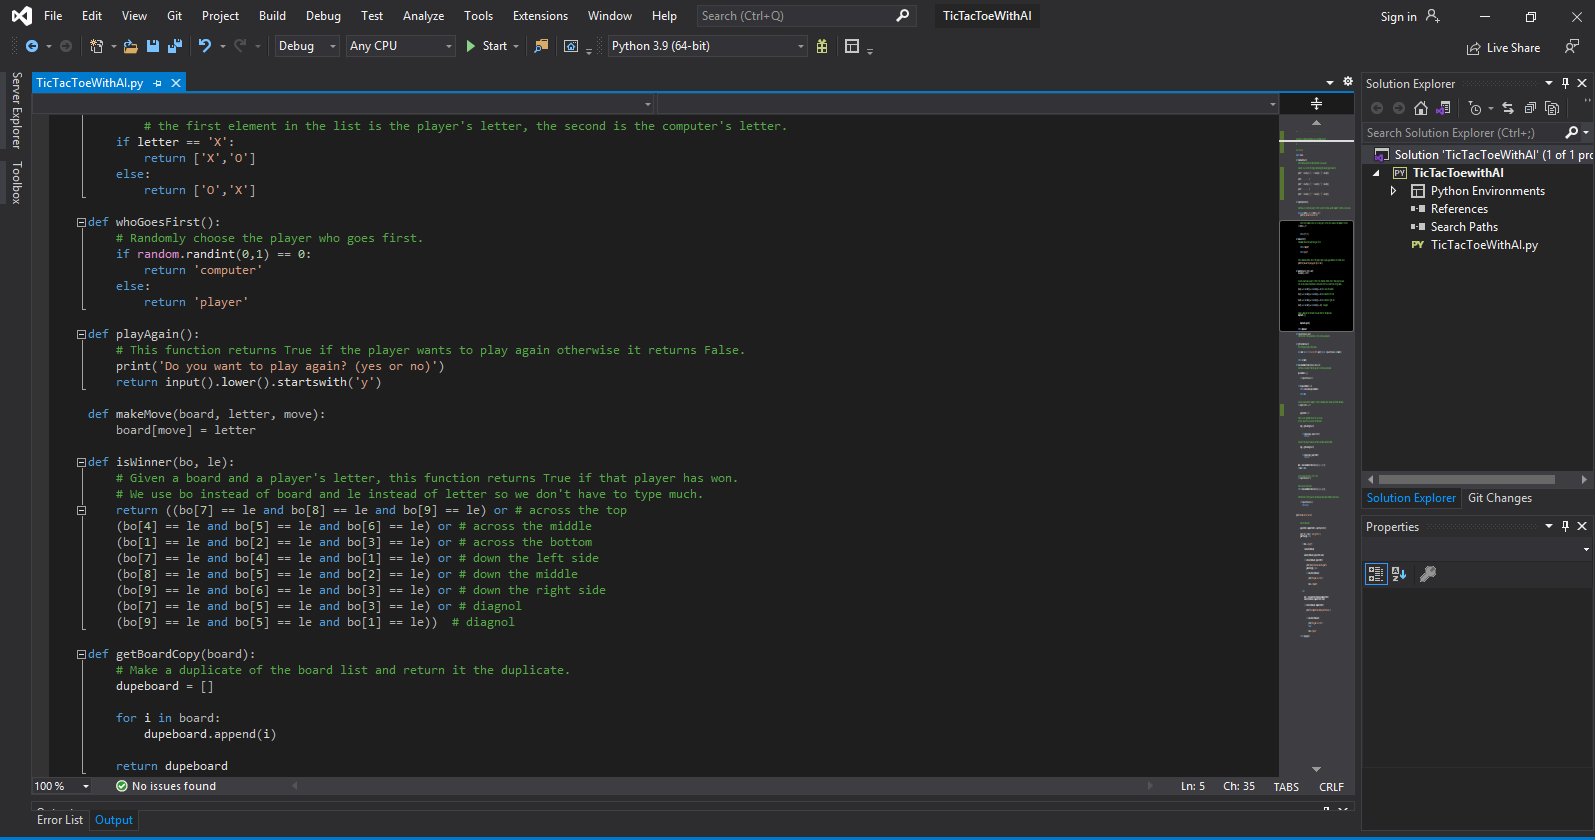 File Edit View Git Project Build Debug Test Analyze Tools Extensions Window Help Search (Ctrl+Q) TicTacToeWithAI Sign in
Debug Any CPU Start Python 3.9 (64-bit) Live Share
Server Explorer
Toolbox
TicTacToeWithAI.py
# the first element in the list is the player's letter, the second is the computer's letter.
if letter == 'X':
return ['X','O']
else:
return ['O','X']
def whoGoesFirst():
# Randomly choose the player who goes first.
if random.randint(0,1) == 0:
return 'computer'
else:
return 'player'
def playAgain():
# This function returns True if the player wants to play again otherwise it returns False.
print('Do you want to play again? (yes or no)')
return input().lower().startswith('y')
def makeMove(board, letter, move):
board[move] = letter
def isWinner(bo, le):
# Given a board and a player's letter, this function returns True if that player has won.
# We use bo instead of board and le instead of letter so we don't have to type much.
return ((bo[7] == le and bo[8] == le and bo[9] == le) or # across the top
(bo[4] == le and bo[5] == le and bo[6] == le) or # across the middle
(bo[1] == le and bo[2] == le and bo[3] == le) or # across the bottom
(bo[7] == le and bo[4] == le and bo[1] == le) or # down the left side
(bo[8] == le and bo[5] == le and bo[2] == le) or # down the middle
(bo[9] == le and bo[6] == le and bo[3] == le) or # down the right side
(bo[7] == le and bo[5] == le and bo[3] == le) or # diagnol
(bo[9] == le and bo[5] == le and bo[1] == le))  # diagnol
def getBoardCopy(board):
# Make a duplicate of the board list and return it the duplicate.
dupeboard = []
for i in board:
dupeboard.append(i)
return dupeboard
100 % No issues found Ln: 5 Ch: 35 TABS CRLF
Error List Output
Solution Explorer
Search Solution Explorer (Ctrl+;)
Solution 'TicTacToeWithAI' (1 of 1 pro
PY TicTacToewithAI
Python Environments
References
Search Paths
PY TicTacToeWithAI.py
Solution Explorer Git Changes
Properties